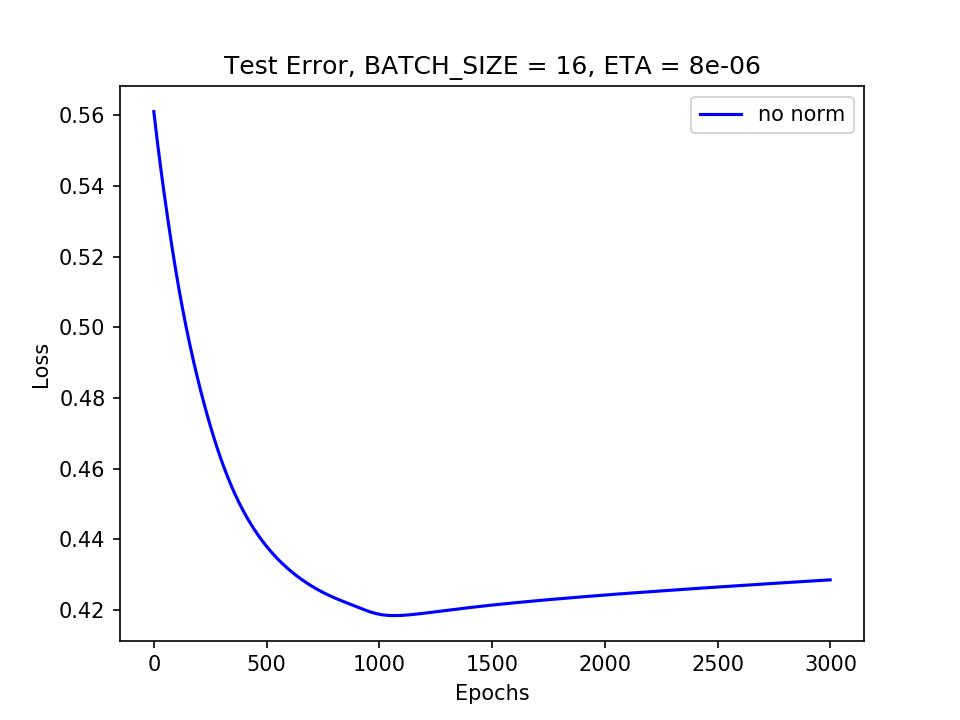 Test Error, BATCH_SIZE = 16, ETA = 8e-06
no norm
0.56
0.54
0.52
0.50
0.48
0.46
0.44
0.42
Loss
0 500 1000 1500 2000 2500 3000
Epochs